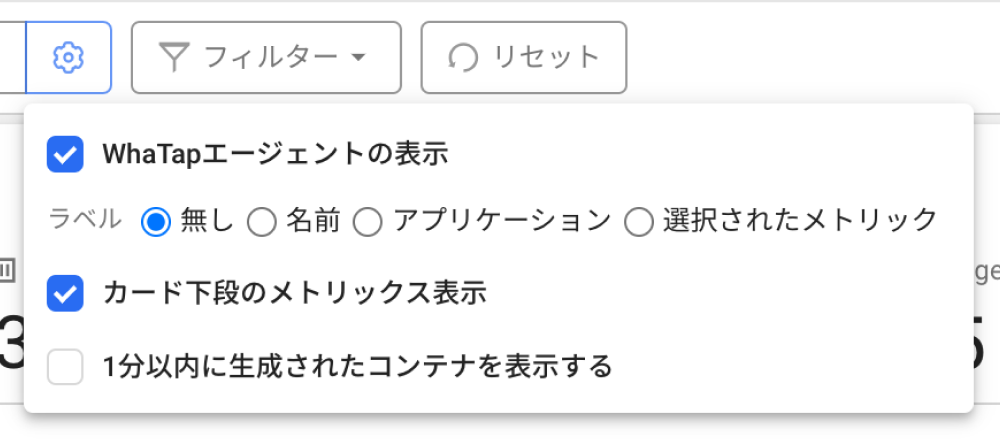 フィルター リセット
WhaTapエージェントの表示
ラベル 無し 名前 アプリケーション 選択されたメトリック
ge
カード下段のメトリックス表示
3 5
1分以内に生成されたコンテナを表示する